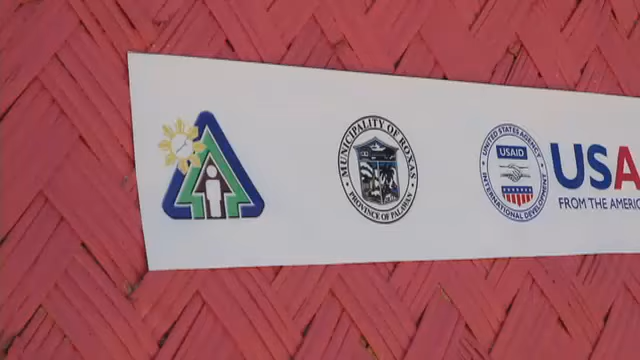 MUNICIPALITY OF ROXAS
PROVINCE OF PALAWAN
UNITED STATES AGENCY
USAID
INTERNATIONAL DEVELOPMENT
USA
FROM THE AMERIC